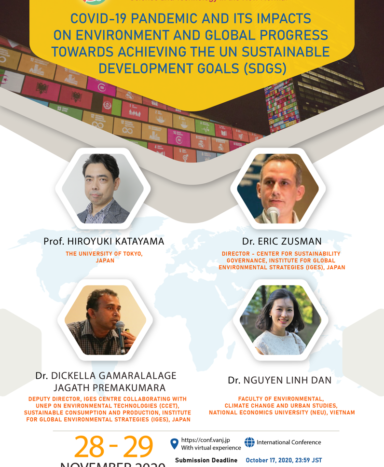 COVID-19 PANDEMIC AND ITS IMPACTS
ON ENVIRONMENT AND GLOBAL PROGRESS
TOWARDS ACHIEVING THE UN SUSTAINABLE
DEVELOPMENT GOALS (SDGS)
Prof. HIROYUKI KATAYAMA
THE UNIVERSITY OF TOKYO,
JAPAN
Dr. ERIC ZUSMAN
DIRECTOR - CENTER FOR SUSTAINABILITY
GOVERNANCE, INSTITUTE FOR GLOBAL
ENVIRONMENTAL STRATEGIES (IGES), JAPAN
Dr. DICKELLA GAMARALALAGE
JAGATH PREMAKUMARA
DEPUTY DIRECTOR, IGES CENTRE COLLABORATING WITH
UNEP ON ENVIRONMENTAL TECHNOLOGIES (CCET),
SUSTAINABLE CONSUMPTION AND PRODUCTION, INSTITUTE
FOR GLOBAL ENVIRONMENTAL STRATEGIES (IGES), JAPAN
Dr. NGUYEN LINH DAN
FACULTY OF ENVIRONMENTAL,
CLIMATE CHANGE AND URBAN STUDIES,
NATIONAL ECONOMICS UNIVERSITY (NEU), VIETNAM
28 - 29
NOVEMBER 2020
https://conf.vanj.jp
With virtual experience
International Conference
Submission Deadline October 17, 2020, 23:59 JST